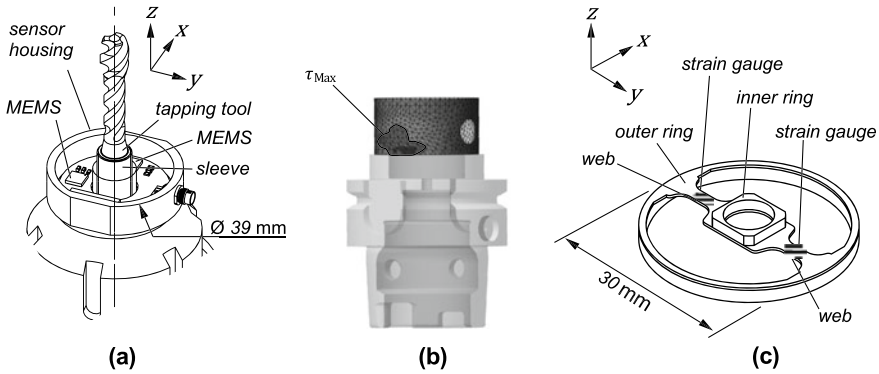 sensor
housing
MEMS
z
x
y
tapping tool
MEMS
sleeve
Ø 39 mm
(a)
τMax
(b)
z
x
y
strain gauge
inner ring
outer ring
strain gauge
web
30 mm
web
(c)